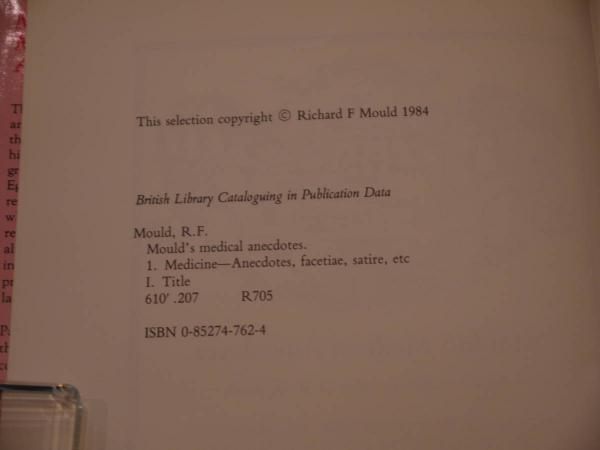 This selection copyright © Richard F Mould 1984
British Library Cataloguing in Publication Data
Mould, R.F.
Mould's medical anecdotes.
1. Medicine—Anecdotes, facetiae, satire, etc
I. Title
610′ .207 R705
ISBN 0-85274-762-4